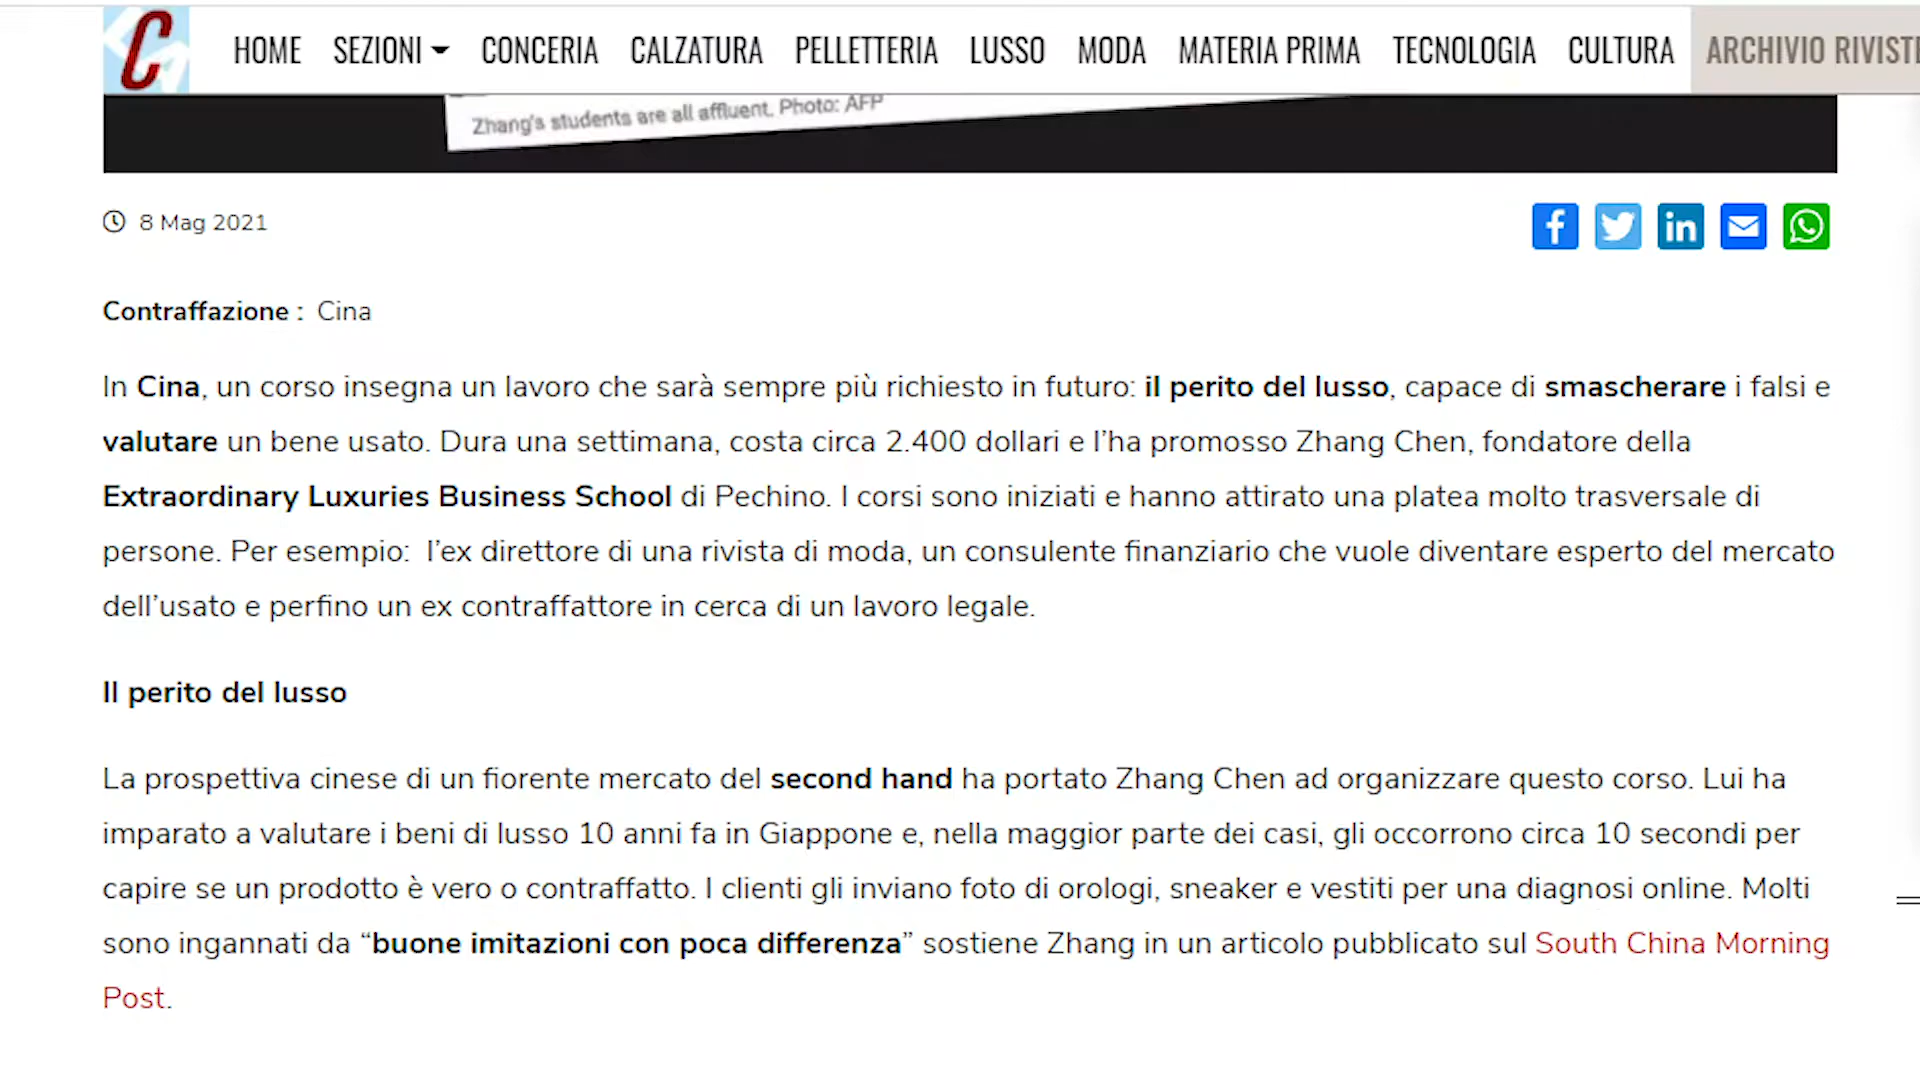 HOME SEZIONI CONCERIA CALZATURA PELLETTERIA LUSSO MODA MATERIA PRIMA TECNOLOGIA CULTURA ARCHIVIO RIVISTE
Zhang's students are all affluent. Photo: AFP
8 Mag 2021
Contraffazione : Cina
In Cina, un corso insegna un lavoro che sarà sempre più richiesto in futuro: il perito del lusso, capace di smascherare i falsi e
valutare un bene usato. Dura una settimana, costa circa 2.400 dollari e l’ha promosso Zhang Chen, fondatore della
Extraordinary Luxuries Business School di Pechino. I corsi sono iniziati e hanno attirato una platea molto trasversale di
persone. Per esempio: l’ex direttore di una rivista di moda, un consulente finanziario che vuole diventare esperto del mercato
dell’usato e perfino un ex contraffattore in cerca di un lavoro legale.
Il perito del lusso
La prospettiva cinese di un fiorente mercato del second hand ha portato Zhang Chen ad organizzare questo corso. Lui ha
imparato a valutare i beni di lusso 10 anni fa in Giappone e, nella maggior parte dei casi, gli occorrono circa 10 secondi per
capire se un prodotto è vero o contraffatto. I clienti gli inviano foto di orologi, sneaker e vestiti per una diagnosi online. Molti
sono ingannati da “buone imitazioni con poca differenza” sostiene Zhang in un articolo pubblicato sul South China Morning
Post.